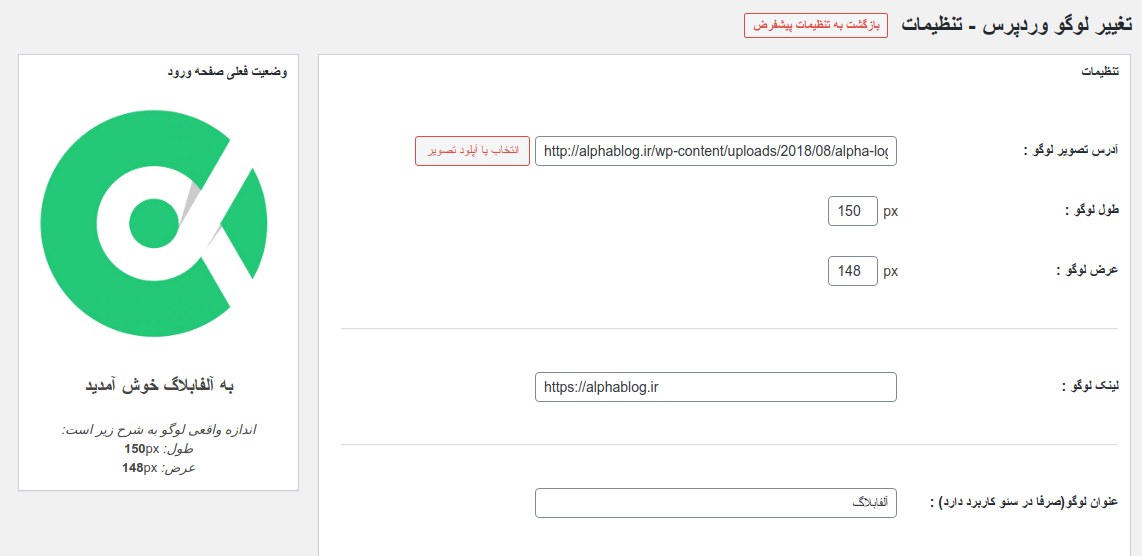 تغییر لوگو وردپرس - تنظیمات بازگشت به تنظیمات پیشفرض
تنظیمات
آدرس تصویر لوگو : http://alphablog.ir/wp-content/uploads/2018/08/alpha-log انتخاب یا آپلود تصویر
طول لوگو : 150 px
عرض لوگو : 148 px
لینک لوگو : https://alphablog.ir
عنوان لوگو(صرفا در سئو کاربرد دارد) : آلفابلاگ
وضعیت فعلی صفحه ورود
به آلفابلاگ خوش آمدید
اندازه واقعی لوگو به شرح زیر است:
طول: 150px
عرض: 148px